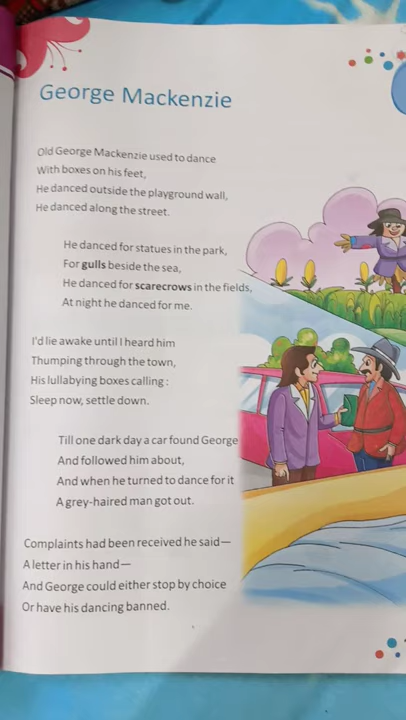 George Mackenzie
Old George Mackenzie used to dance
With boxes on his feet,
He danced outside the playground wall,
He danced along the street.
He danced for statues in the park,
For gulls beside the sea,
He danced for scarecrows in the fields,
At night he danced for me.
I'd lie awake until I heard him
Thumping through the town,
His lullabying boxes calling :
Sleep now, settle down.
Till one dark day a car found George
And followed him about,
And when he turned to dance for it
A grey-haired man got out.
Complaints had been received he said—
A letter in his hand—
And George could either stop by choice
Or have his dancing banned.